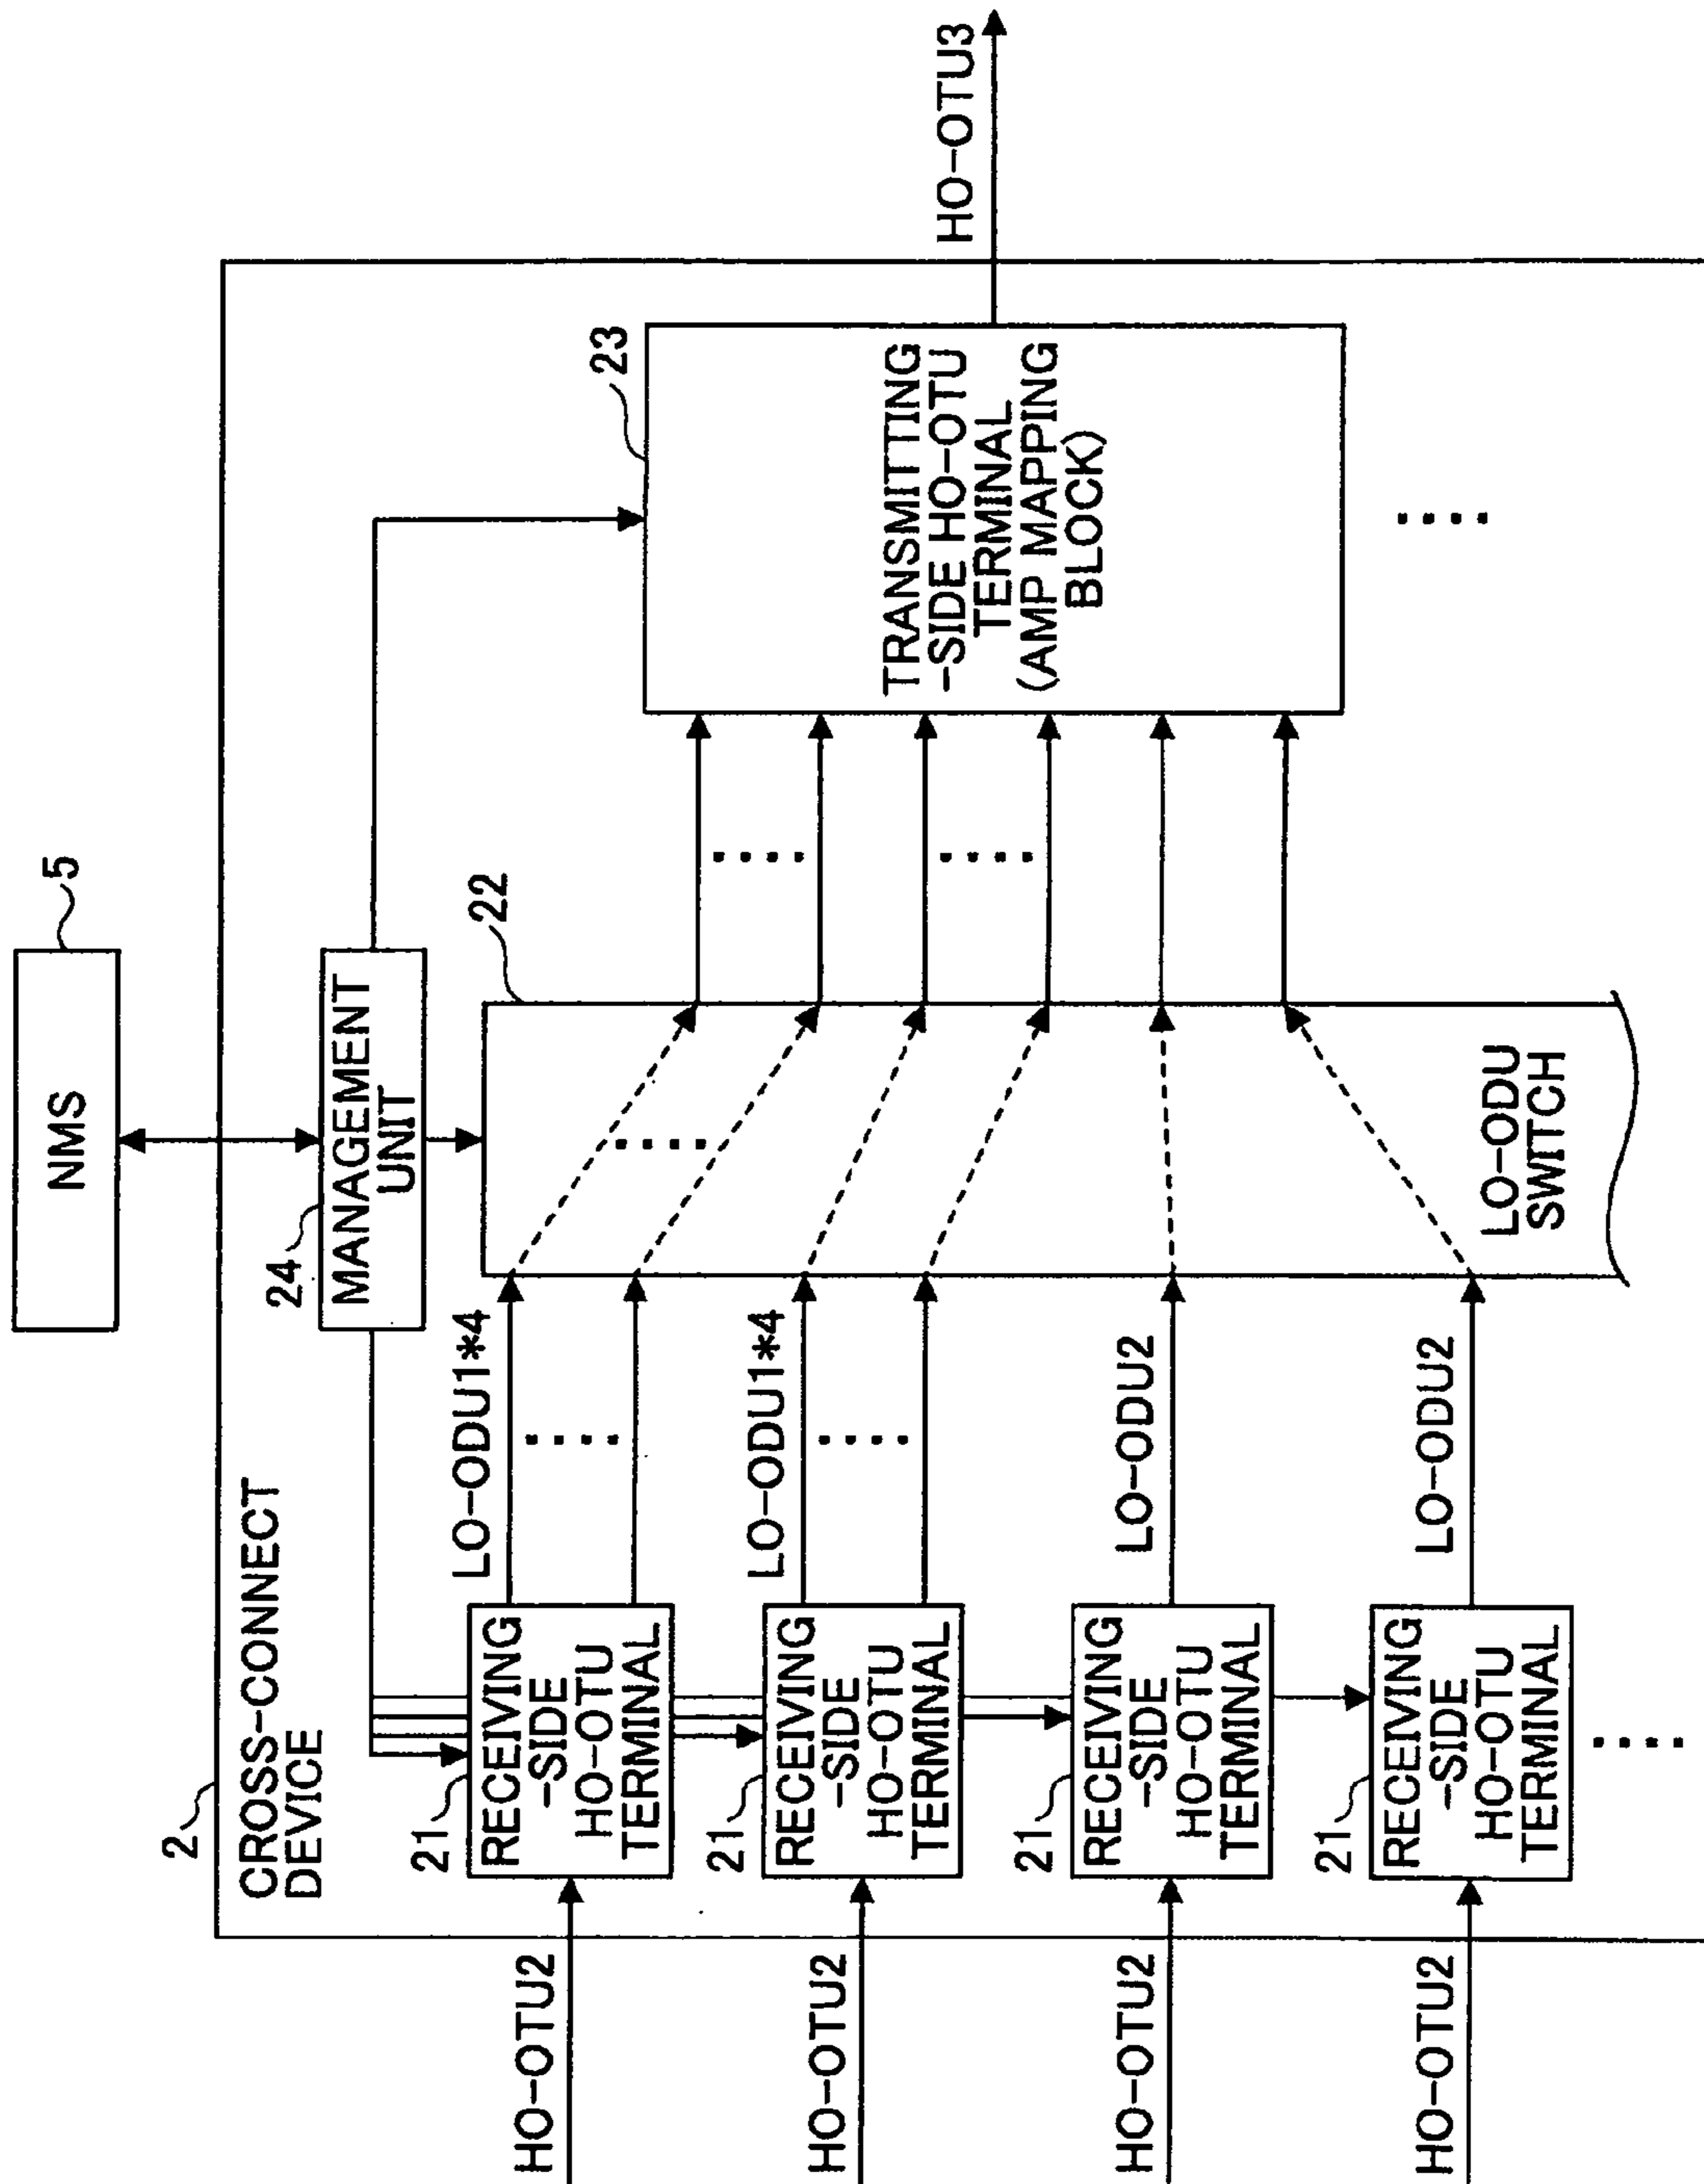 NMS
5
2
CROSS-CONNECT
DEVICE
24
MANAGEMENT
UNIT
22
LO-ODU
SWITCH
23
TRANSMITTING
-SIDE HO-OTU
TERMINAL
(AMP MAPPING
BLOCK)
HO-OTU3
HO-OTU2
21
RECEIVING
-SIDE
HO-OTU
TERMINAL
LO-ODU1*4
HO-OTU2
21
RECEIVING
-SIDE
HO-OTU
TERMINAL
LO-ODU1*4
HO-OTU2
21
RECEIVING
-SIDE
HO-OTU
TERMINAL
LO-ODU2
HO-OTU2
21
RECEIVING
-SIDE
HO-OTU
TERMINAL
LO-ODU2